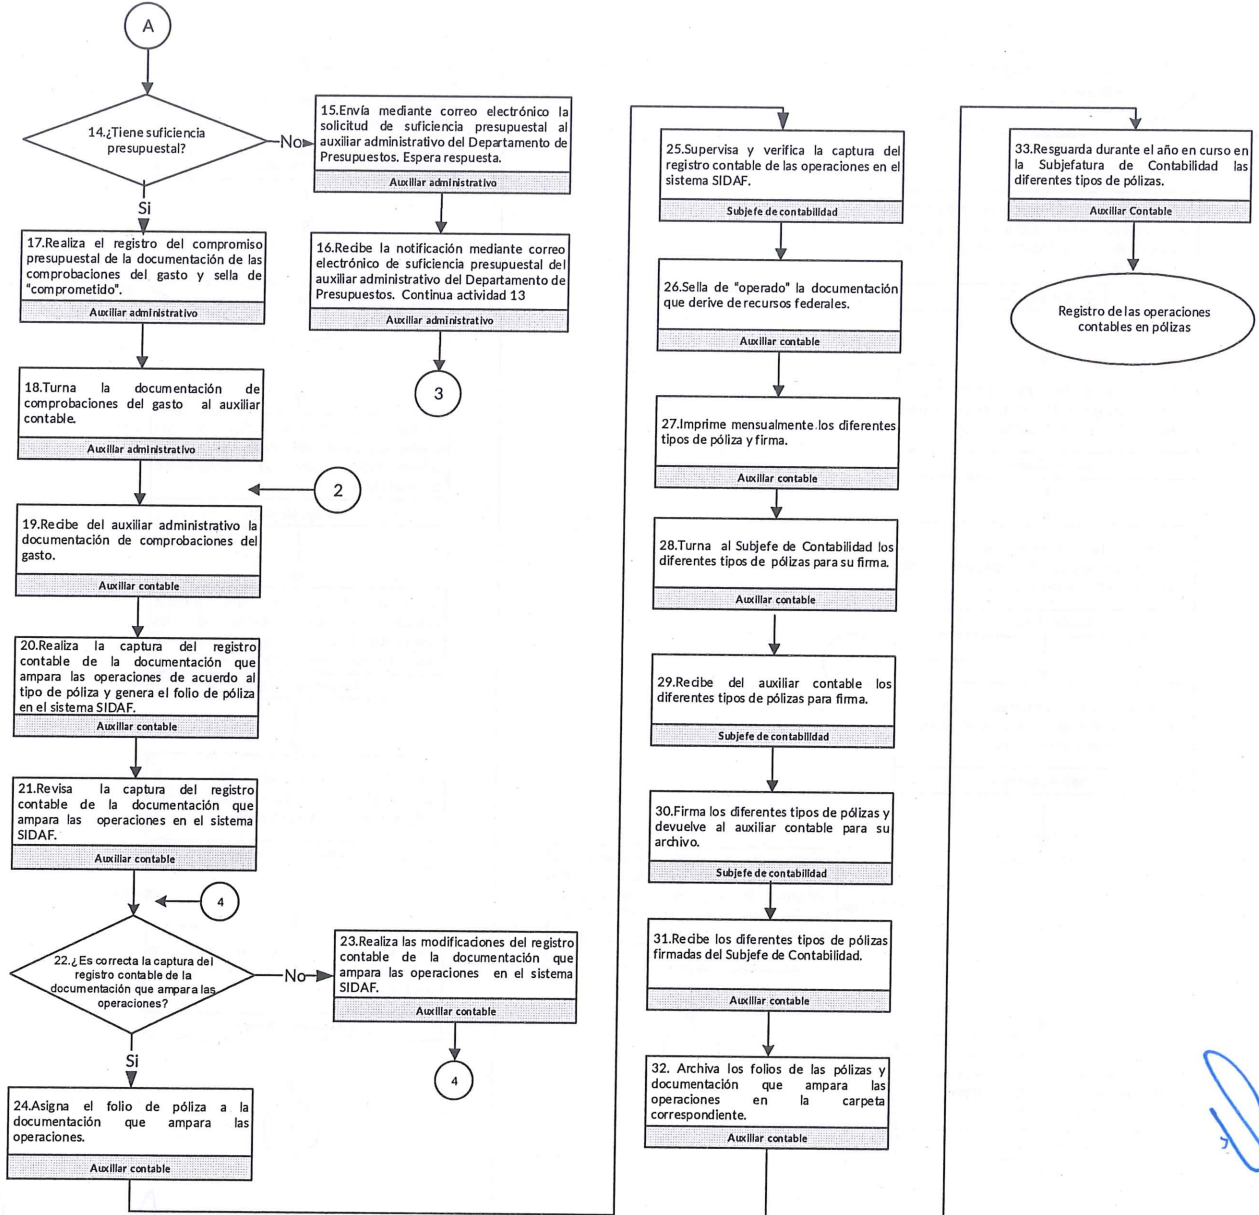 A
14.¿Tiene suficiencia
presupuestal?
No
15.Envía mediante correo electrónico la
solicitud de suficiencia presupuestal al
auxiliar administrativo del Departamento de
Presupuestos. Espera respuesta.
Auxiliar administrativo
Si
16.Recibe la notificación mediante correo
electrónico de suficiencia presupuestal del
auxiliar administrativo del Departamento de
Presupuestos. Continua actividad 13
Auxiliar administrativo
3
17.Realiza el registro del compromiso
presupuestal de la documentación de las
comprobaciones del gasto y sella de
"comprometido".
Auxiliar administrativo
18.Turna la documentación de
comprobaciones del gasto al auxiliar
contable.
Auxiliar administrativo
2
19.Recibe del auxiliar administrativo la
documentación de comprobaciones del
gasto.
Auxiliar contable
20.Realiza la captura del registro
contable de la documentación que
ampara las operaciones de acuerdo al
tipo de póliza y genera el folio de póliza
en el sistema SIDAF.
Auxiliar contable
21.Revisa la captura del registro
contable de la documentación que
ampara las operaciones en el sistema
SIDAF.
Auxiliar contable
4
22.¿Es correcta la captura del
registro contable de la
documentación que ampara las
operaciones?
No
23.Realiza las modificaciones del registro
contable de la documentación que
ampara las operaciones en el sistema
SIDAF.
Auxiliar contable
4
Si
24.Asigna el folio de póliza a la
documentación que ampara las
operaciones.
Auxiliar contable
25.Supervisa y verifica la captura del
registro contable de las operaciones en el
sistema SIDAF.
Subjefe de contabilidad
26.Sella de "operado" la documentación
que derive de recursos federales.
Auxiliar contable
27.Imprime mensualmente los diferentes
tipos de póliza y firma.
Auxiliar contable
28.Turna al Subjefe de Contabilidad los
diferentes tipos de pólizas para su firma.
Auxiliar contable
29.Recibe del auxiliar contable los
diferentes tipos de pólizas para firma.
Subjefe de contabilidad
30.Firma los diferentes tipos de pólizas y
devuelve al auxiliar contable para su
archivo.
Subjefe de contabilidad
31.Recibe los diferentes tipos de pólizas
firmadas del Subjefe de Contabilidad.
Auxiliar contable
32. Archiva los folios de las pólizas y
documentación que ampara las
operaciones en la carpeta
correspondiente.
Auxiliar contable
33.Resguarda durante el año en curso en
la Subjefatura de Contabilidad las
diferentes tipos de pólizas.
Auxiliar Contable
Registro de las operaciones
contables en pólizas